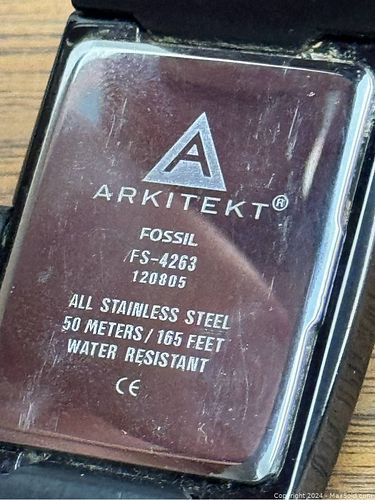 A
ARKITEKT®
FOSSIL
FS-4263
120805
ALL STAINLESS STEEL
50 METERS / 165 FEET
WATER RESISTANT
CE
Copyright 2024 - MaxSold.com